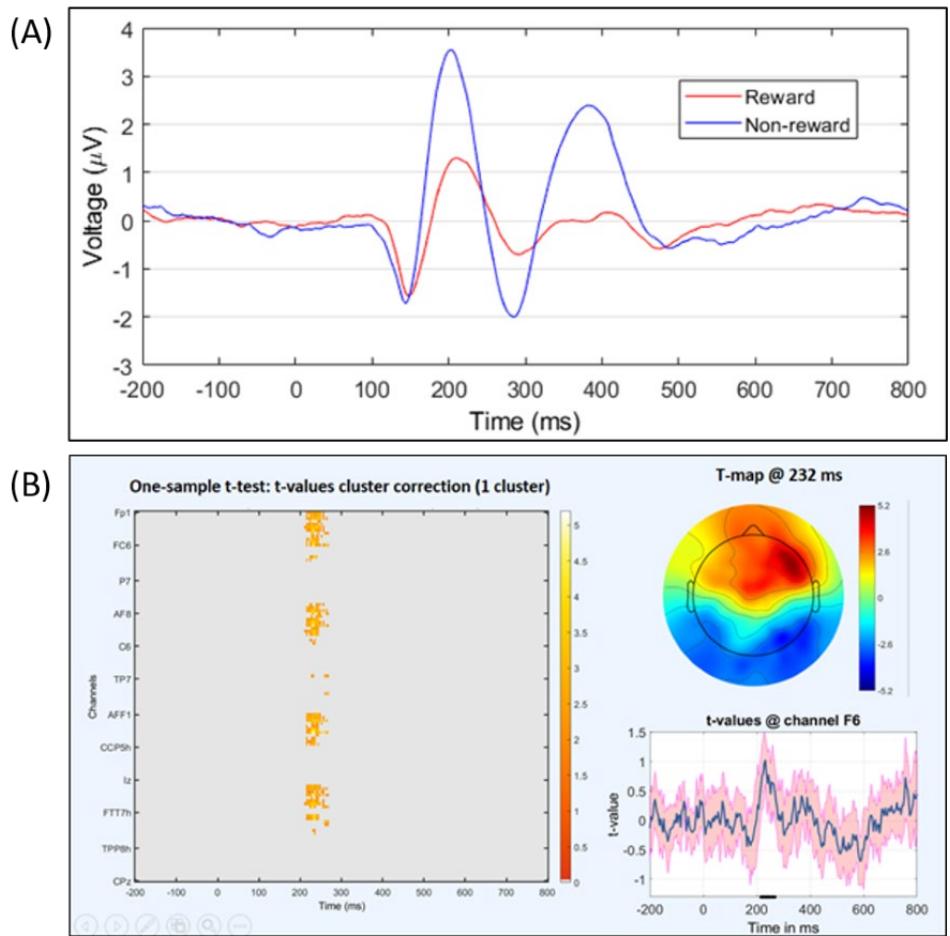 (A)
4
3
2
1
0
-1
-2
-3
Voltage (μV)
Reward
Non-reward
-200 -100 0 100 200 300 400 500 600 700 800
Time (ms)
(B)
One-sample t-test: t-values cluster correction (1 cluster)
Fp1
FC6
P7
AF8
C6
TP7
AFF1
CCP5h
Iz
FTT7h
TPP8h
CPz
Channels
-200 -100 0 100 200 300 400 500 600 700 800
Time (ms)
5
4.5
4
3.5
3
2.5
2
1.5
1
0.5
0
T-map @ 232 ms
5.2
2.6
0
-2.6
-5.2
t-values @ channel F6
1.5
1
0.5
0
-0.5
-1
t-value
-200 0 200 400 600 800
Time in ms